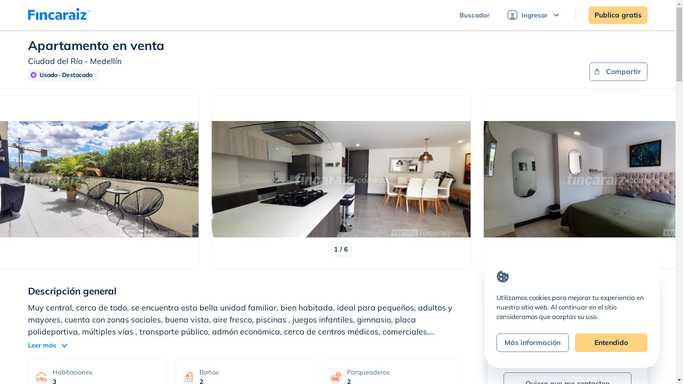 Fincaraiz
Buscador
Ingresar
Publica gratis
Apartamento en venta
Ciudad del Río - Medellín
Usado - Destacado
Compartir
fincaraiz
fincaraiz
fincaraiz
1 / 6
Descripción general
Muy central, cerca de todo, se encuentra esta bella unidad familiar, bien habitada, ideal para pequeños, adultos y
mayores, cuenta con zonas sociales, buena vista, aire fresco, piscinas , juegos infantiles, gimnasio, placa
polideportiva, múltiples vías , transporte público, admón económica, cerca de centros médicos, comerciales,...
Leer más
Habitaciones
3
Baños
2
Parqueaderos
2
Utilizamos cookies para mejorar tu experiencia en
nuestro sitio web. Al continuar en el sitio
consideramos que aceptas su uso.
Más información
Entendido
Quiero que me contacten